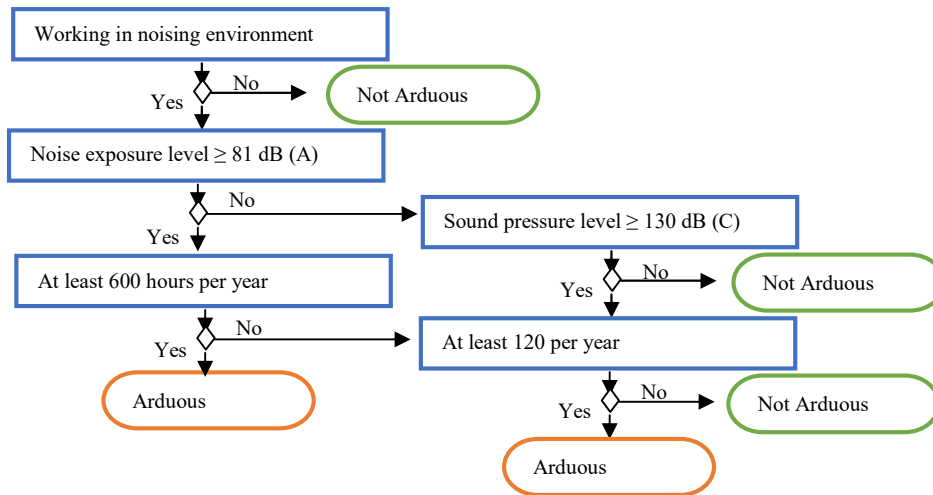 Working in noising environment
No
Yes
Not Arduous
Noise exposure level ≥ 81 dB (A)
No
Yes
Sound pressure level ≥ 130 dB (C)
At least 600 hours per year
No
Yes
Not Arduous
No
Yes
At least 120 per year
Arduous
No
Yes
Not Arduous
Arduous